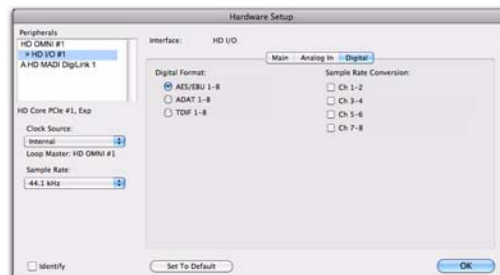 Hardware Setup
Peripherals
HD OMNI #1
> HD I/O #1
A HD MADI DigiLink 1
HD Core PCIe #1, Exp
Clock Source:
Internal
Loop Master: HD OMNI #1
Sample Rate:
44.1 kHz
Identify
Interface: HD I/O
Main Analog In Digital
Digital Format:
AES/EBU 1-8
ADAT 1-8
TDIF 1-8
Sample Rate Conversion:
Ch 1-2
Ch 3-4
Ch 5-6
Ch 7-8
Set To Default
OK